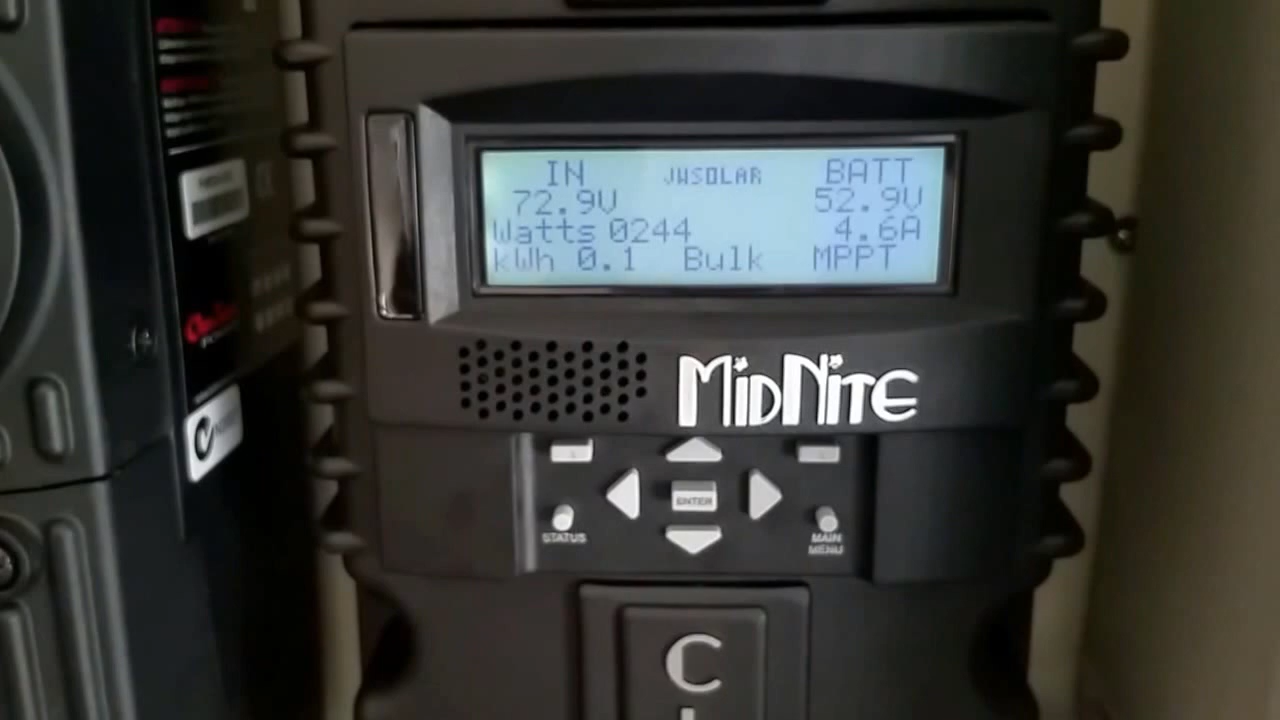 IN JWSOLAR BATT
72.9V 52.9V
Watts 0244 4.6A
kWh 0.1 Bulk MPPT
MIDNITE
ENTER
STATUS
MAIN
MENU
C